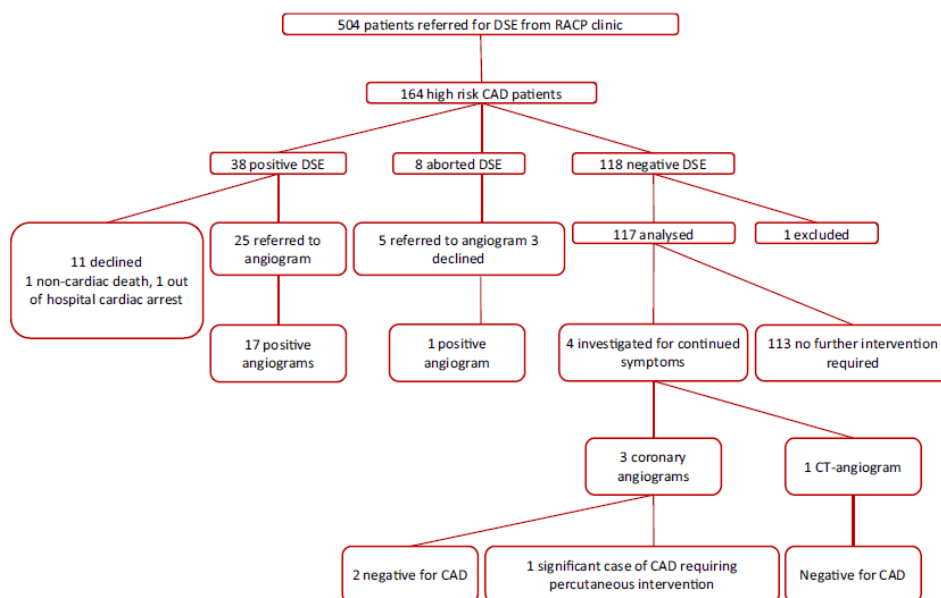 504 patients referred for DSE from RACP clinic
164 high risk CAD patients
38 positive DSE
8 aborted DSE
118 negative DSE
11 declined
1 non-cardiac death, 1 out
of hospital cardiac arrest
25 referred to
angiogram
5 referred to angiogram 3
declined
117 analysed
1 excluded
17 positive
angiograms
1 positive
angiogram
4 investigated for continued
symptoms
113 no further intervention
required
3 coronary
angiograms
1 CT-angiogram
2 negative for CAD
1 significant case of CAD requiring
percutaneous intervention
Negative for CAD